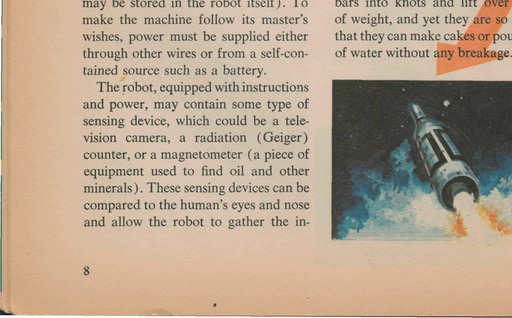 may be stored in the robot itself). To
make the machine follow its master's
wishes, power must be supplied either
through other wires or from a self-con-
tained source such as a battery.
The robot, equipped with instructions
and power, may contain some type of
sensing device, which could be a tele-
vision camera, a radiation (Geiger)
counter, or a magnetometer (a piece of
equipment used to find oil and other
minerals). These sensing devices can be
compared to the human's eyes and nose
and allow the robot to gather the in-
8
bars into knots and lift over
of weight, and yet they are so
that they can make cakes or pou
of water without any breakage.